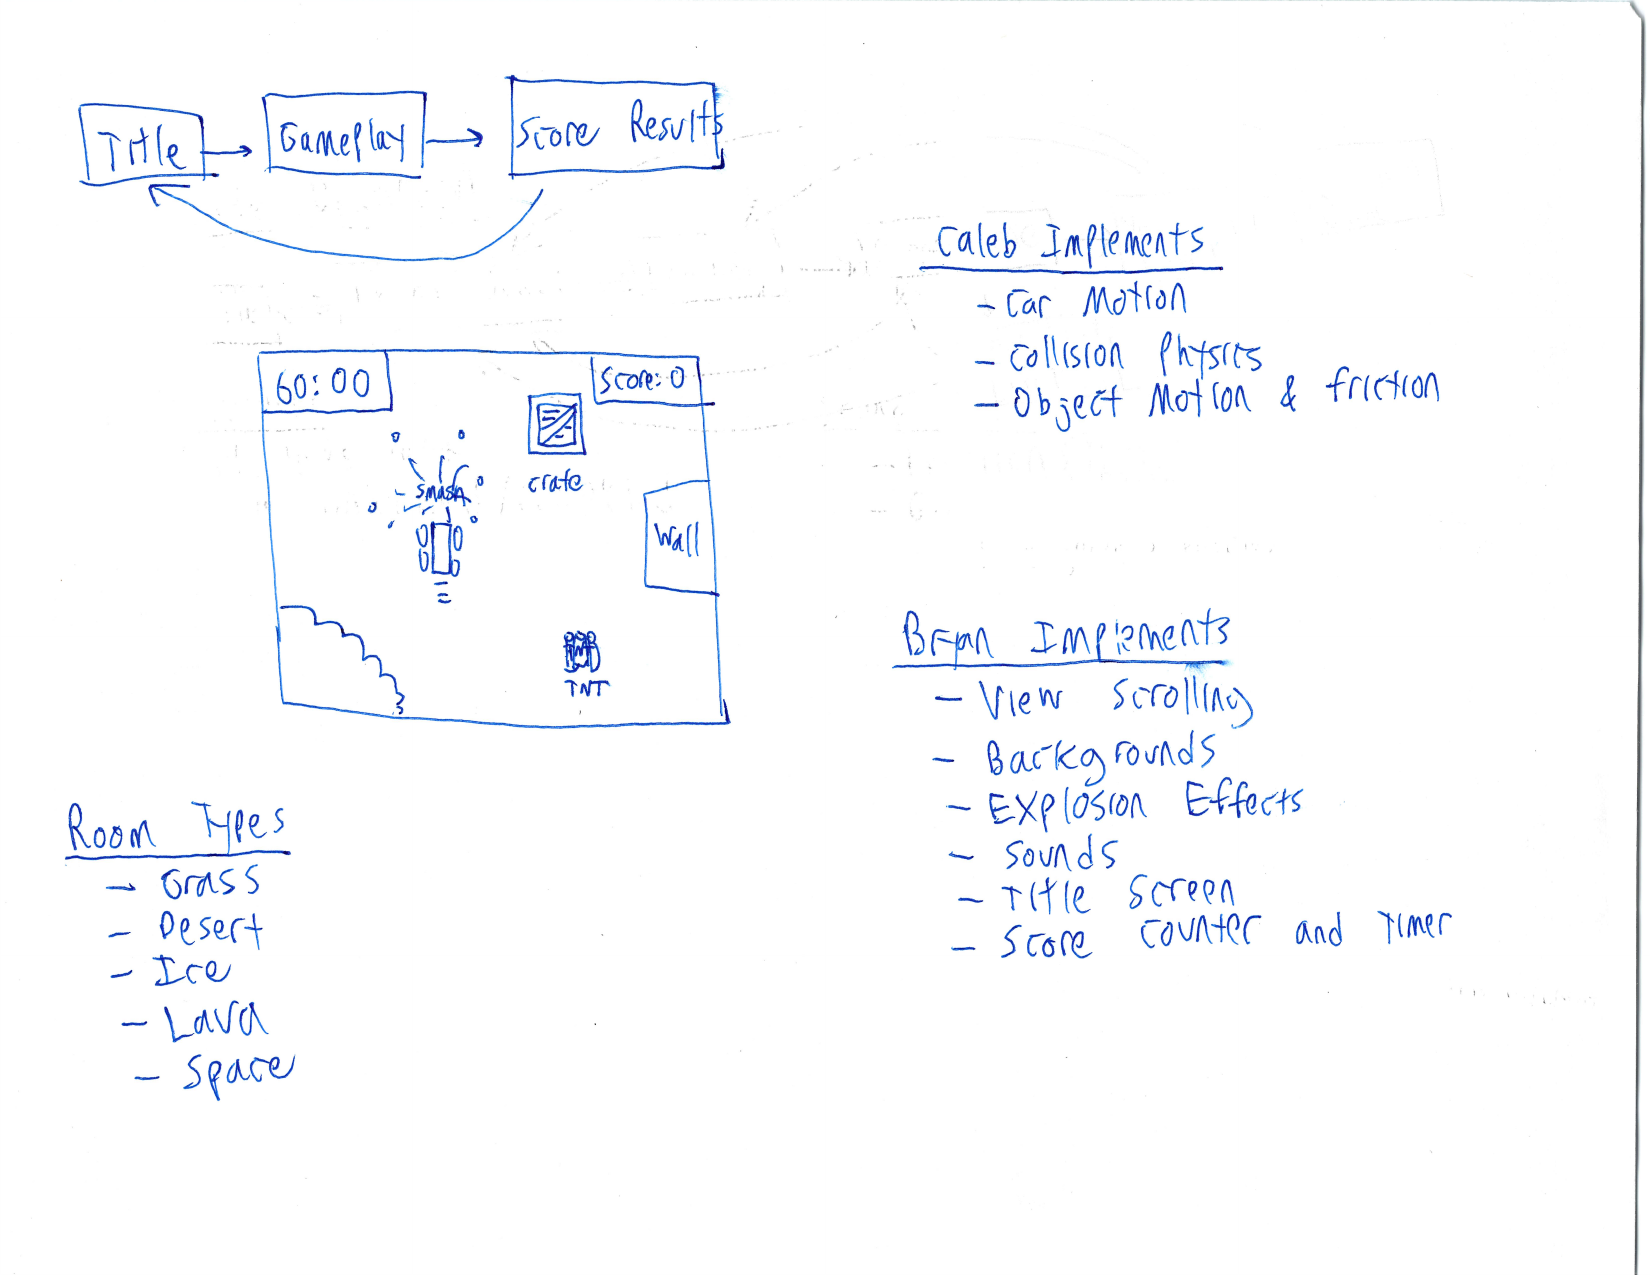 Title
Gameplay
Score Results
Caleb Implements
- Car Motion
- Collision Physics
- Object Motion & friction
60:00
Score: 0
SMASH
crate
Wall
TNT
Bryan Implements
- View Scrolling
- Backgrounds
- Explosion Effects
- Sounds
- Title Screen
- Score Counter and Timer
Room Types
- Grass
- Desert
- Ice
- Lava
- Space